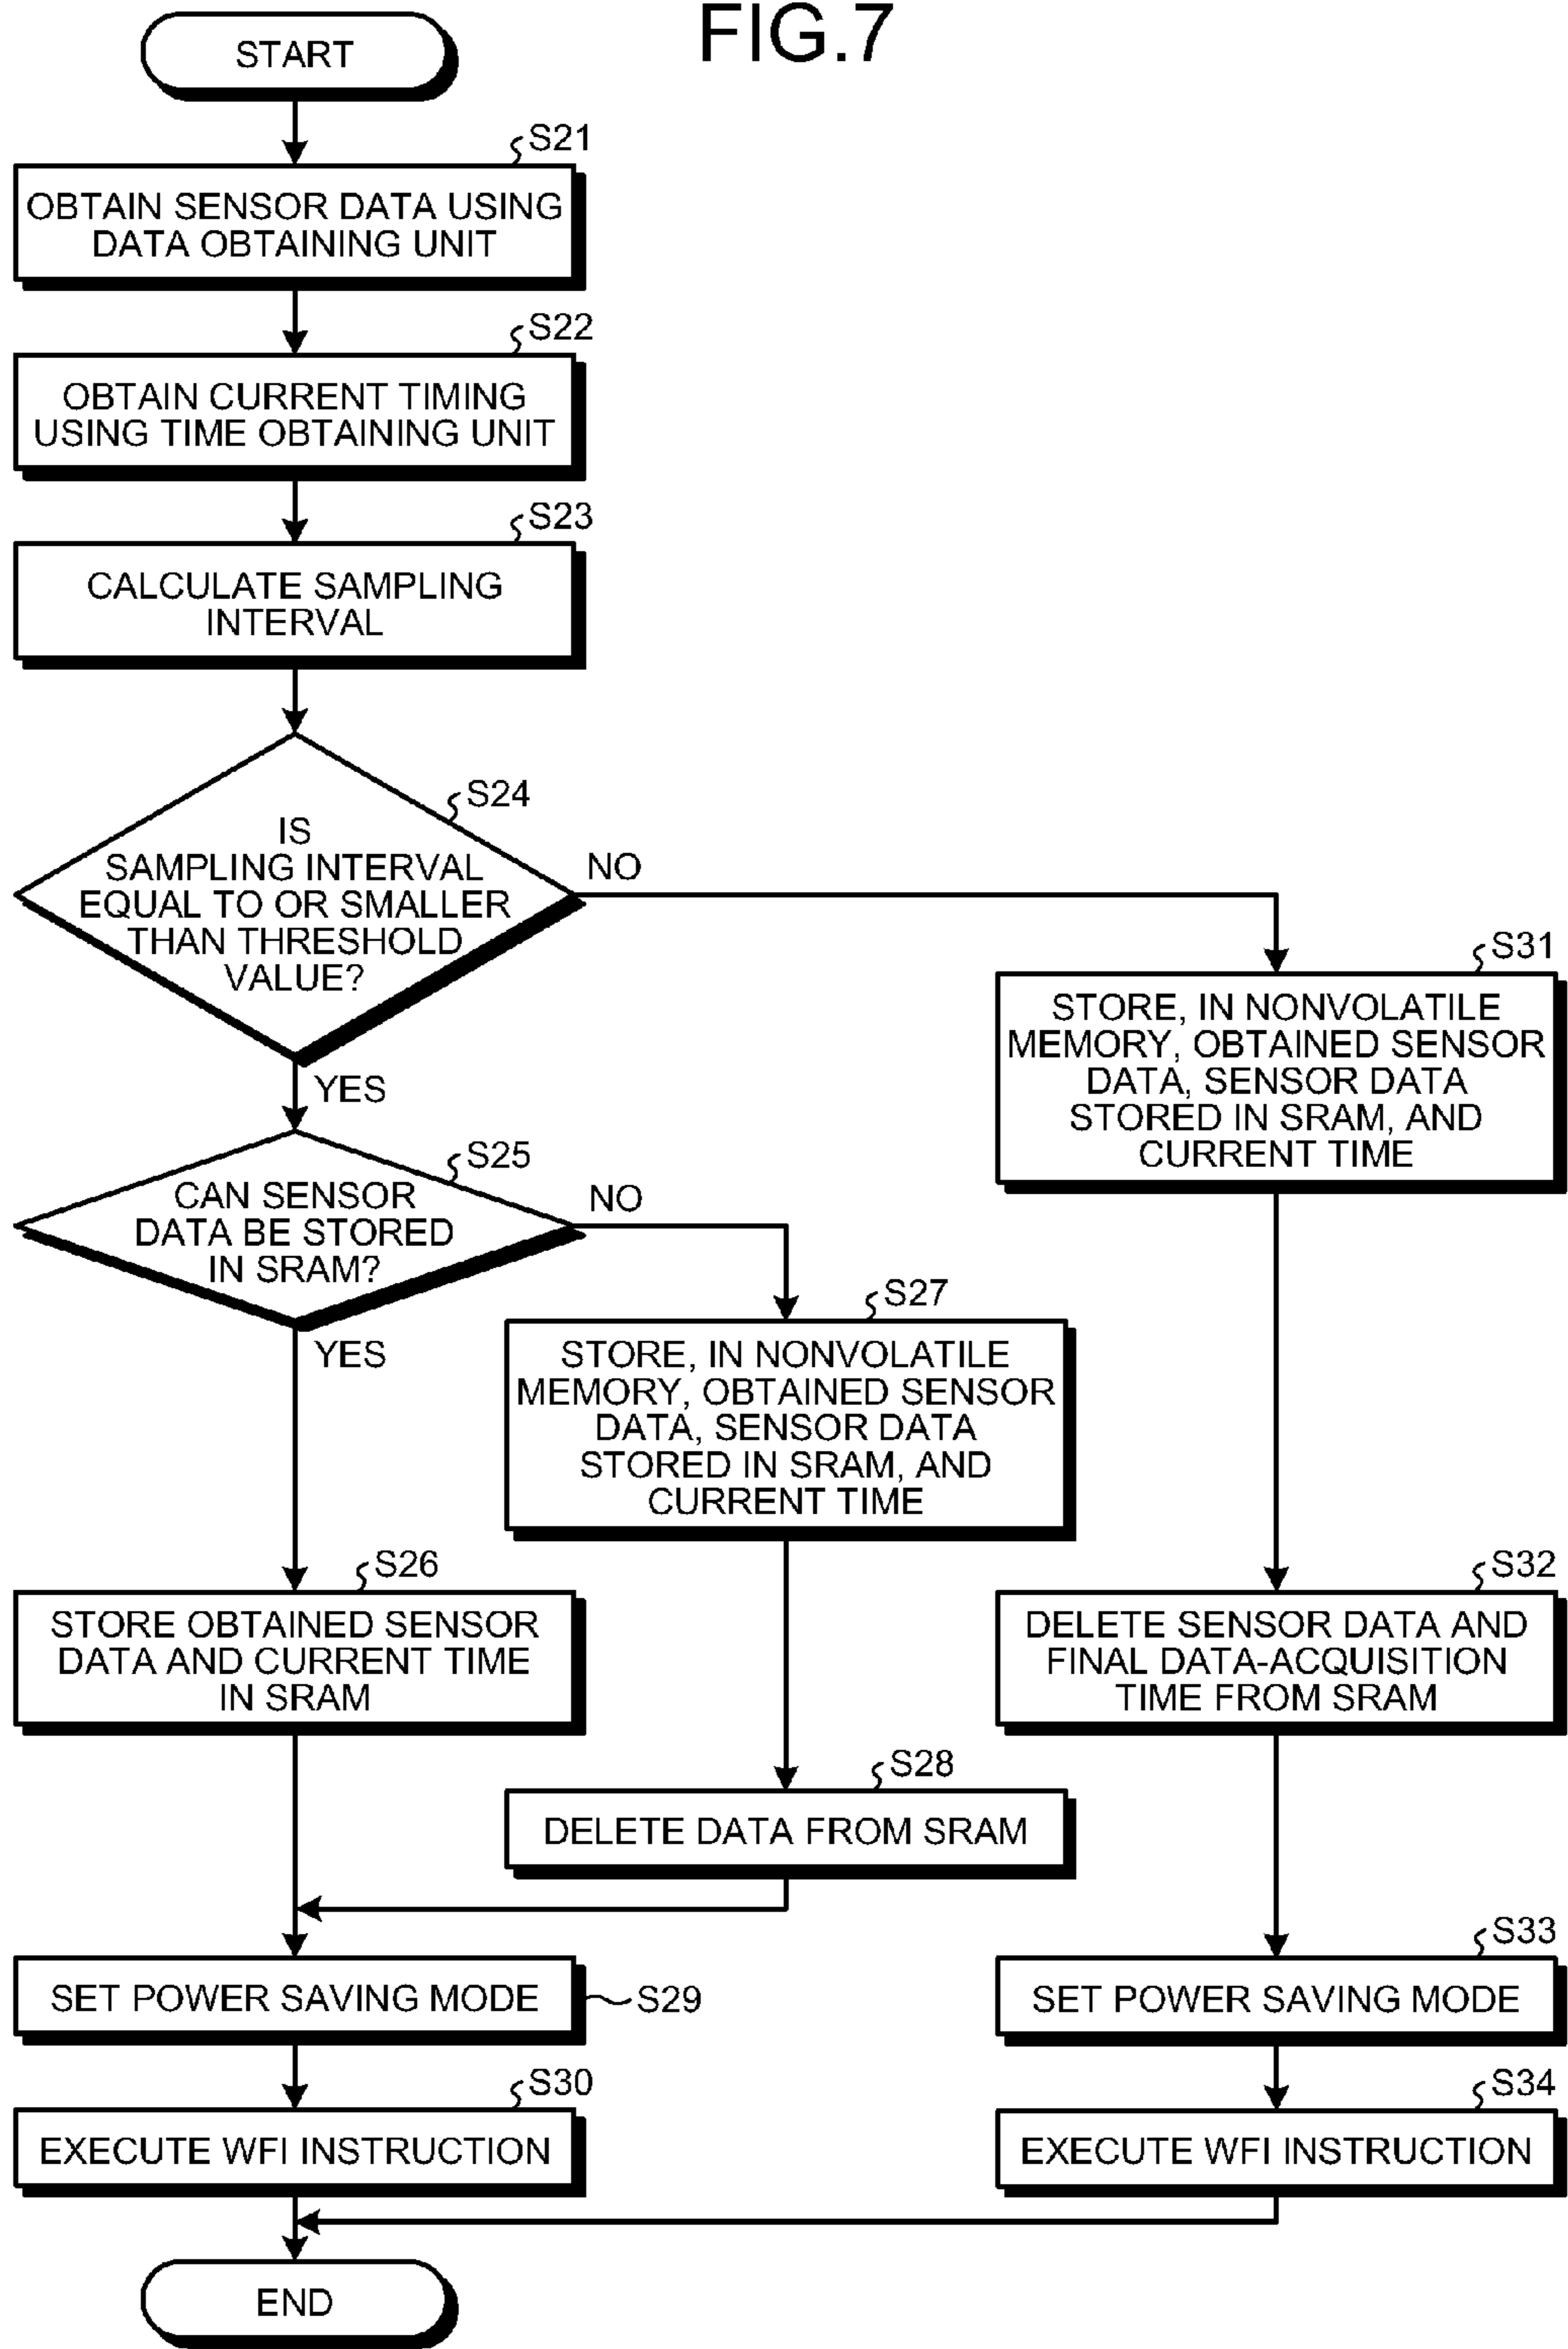 FIG.7
START
S21
OBTAIN SENSOR DATA USING
DATA OBTAINING UNIT
S22
OBTAIN CURRENT TIMING
USING TIME OBTAINING UNIT
S23
CALCULATE SAMPLING
INTERVAL
S24
IS
SAMPLING INTERVAL
EQUAL TO OR SMALLER
THAN THRESHOLD
VALUE?
NO
YES
S25
CAN SENSOR
DATA BE STORED
IN SRAM?
NO
YES
S26
STORE OBTAINED SENSOR
DATA AND CURRENT TIME
IN SRAM
S27
STORE, IN NONVOLATILE
MEMORY, OBTAINED SENSOR
DATA, SENSOR DATA
STORED IN SRAM, AND
CURRENT TIME
S28
DELETE DATA FROM SRAM
SET POWER SAVING MODE
S29
S30
EXECUTE WFI INSTRUCTION
S31
STORE, IN NONVOLATILE
MEMORY, OBTAINED SENSOR
DATA, SENSOR DATA
STORED IN SRAM, AND
CURRENT TIME
S32
DELETE SENSOR DATA AND
FINAL DATA-ACQUISITION
TIME FROM SRAM
S33
SET POWER SAVING MODE
S34
EXECUTE WFI INSTRUCTION
END